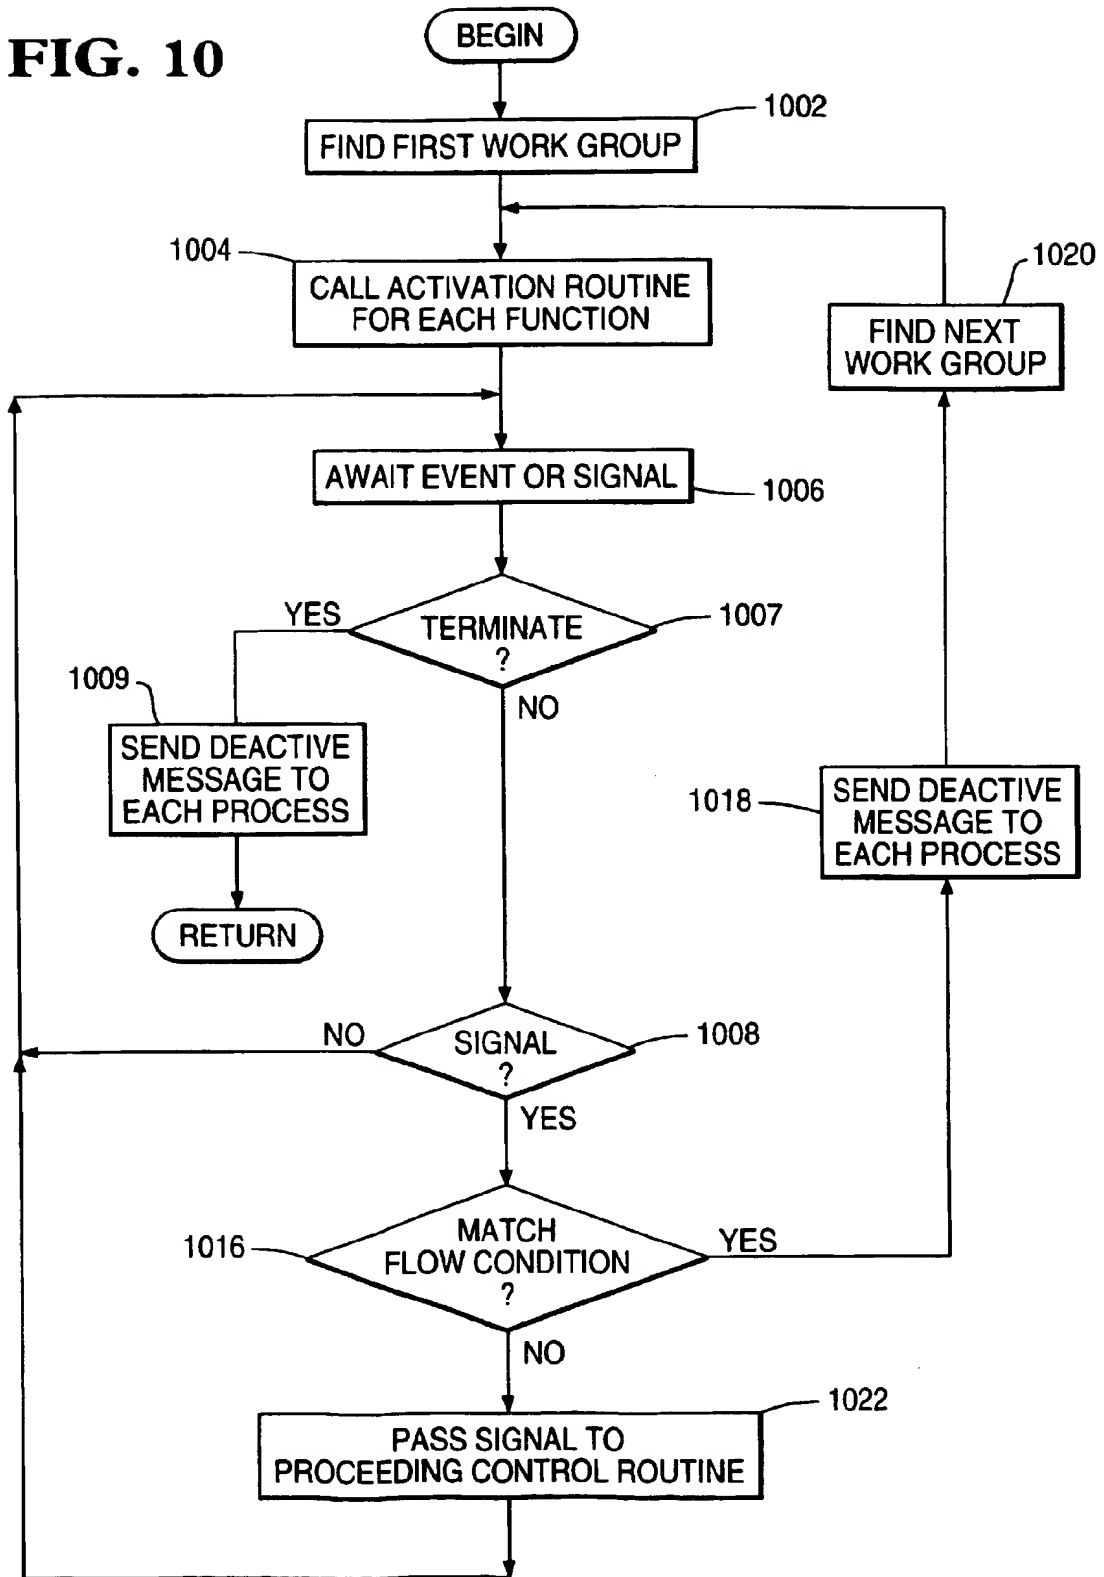 FIG. 10
BEGIN
1002
FIND FIRST WORK GROUP
1004
CALL ACTIVATION ROUTINE
FOR EACH FUNCTION
1020
FIND NEXT
WORK GROUP
AWAIT EVENT OR SIGNAL
1006
YES
TERMINATE
?
1007
NO
1009
SEND DEACTIVE
MESSAGE TO
EACH PROCESS
1018
SEND DEACTIVE
MESSAGE TO
EACH PROCESS
RETURN
NO
SIGNAL
?
1008
YES
1016
MATCH
FLOW CONDITION
?
YES
NO
1022
PASS SIGNAL TO
PROCEEDING CONTROL ROUTINE